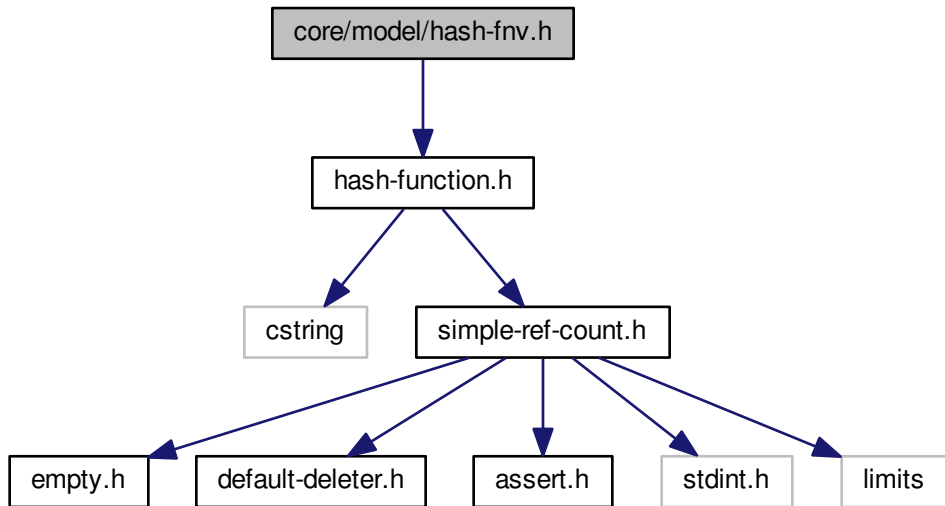 core/model/hash-fnv.h
hash-function.h
cstring
simple-ref-count.h
empty.h
default-deleter.h
assert.h
stdint.h
limits